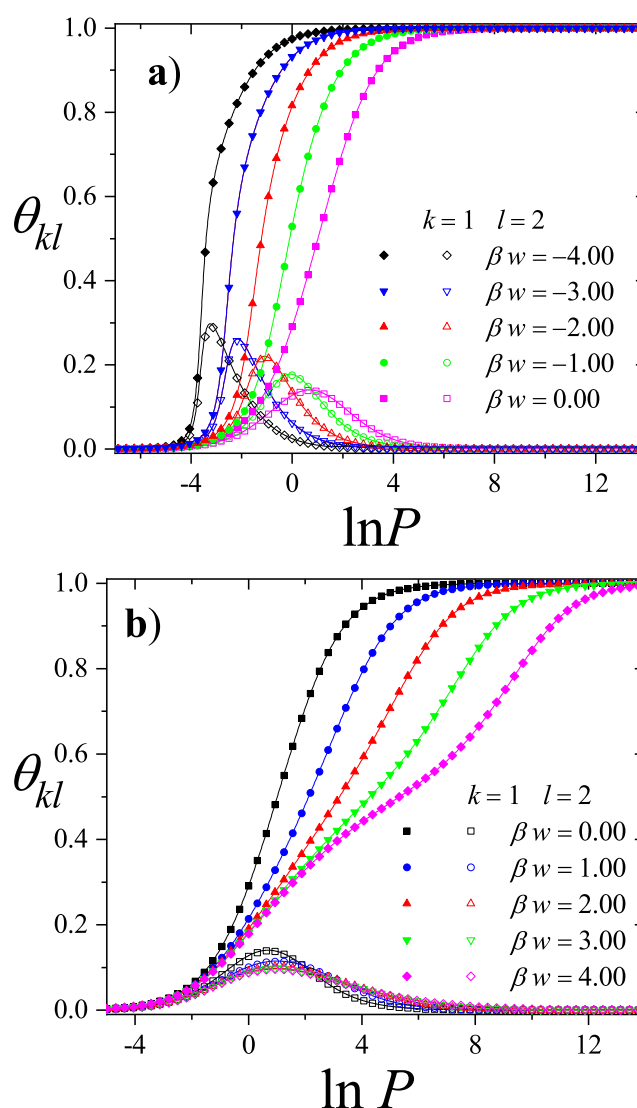 1.0
a)
0.8
0.6
θkl
k = 1 l = 2
0.4
β w = −4.00
β w = −3.00
0.2
β w = −2.00
β w = −1.00
β w = 0.00
0.0
-4 0 4 8 12
lnP
1.0
b)
0.8
0.6
θkl
k = 1 l = 2
0.4
β w = 0.00
β w = 1.00
0.2
β w = 2.00
β w = 3.00
β w = 4.00
0.0
-4 0 4 8 12
ln P